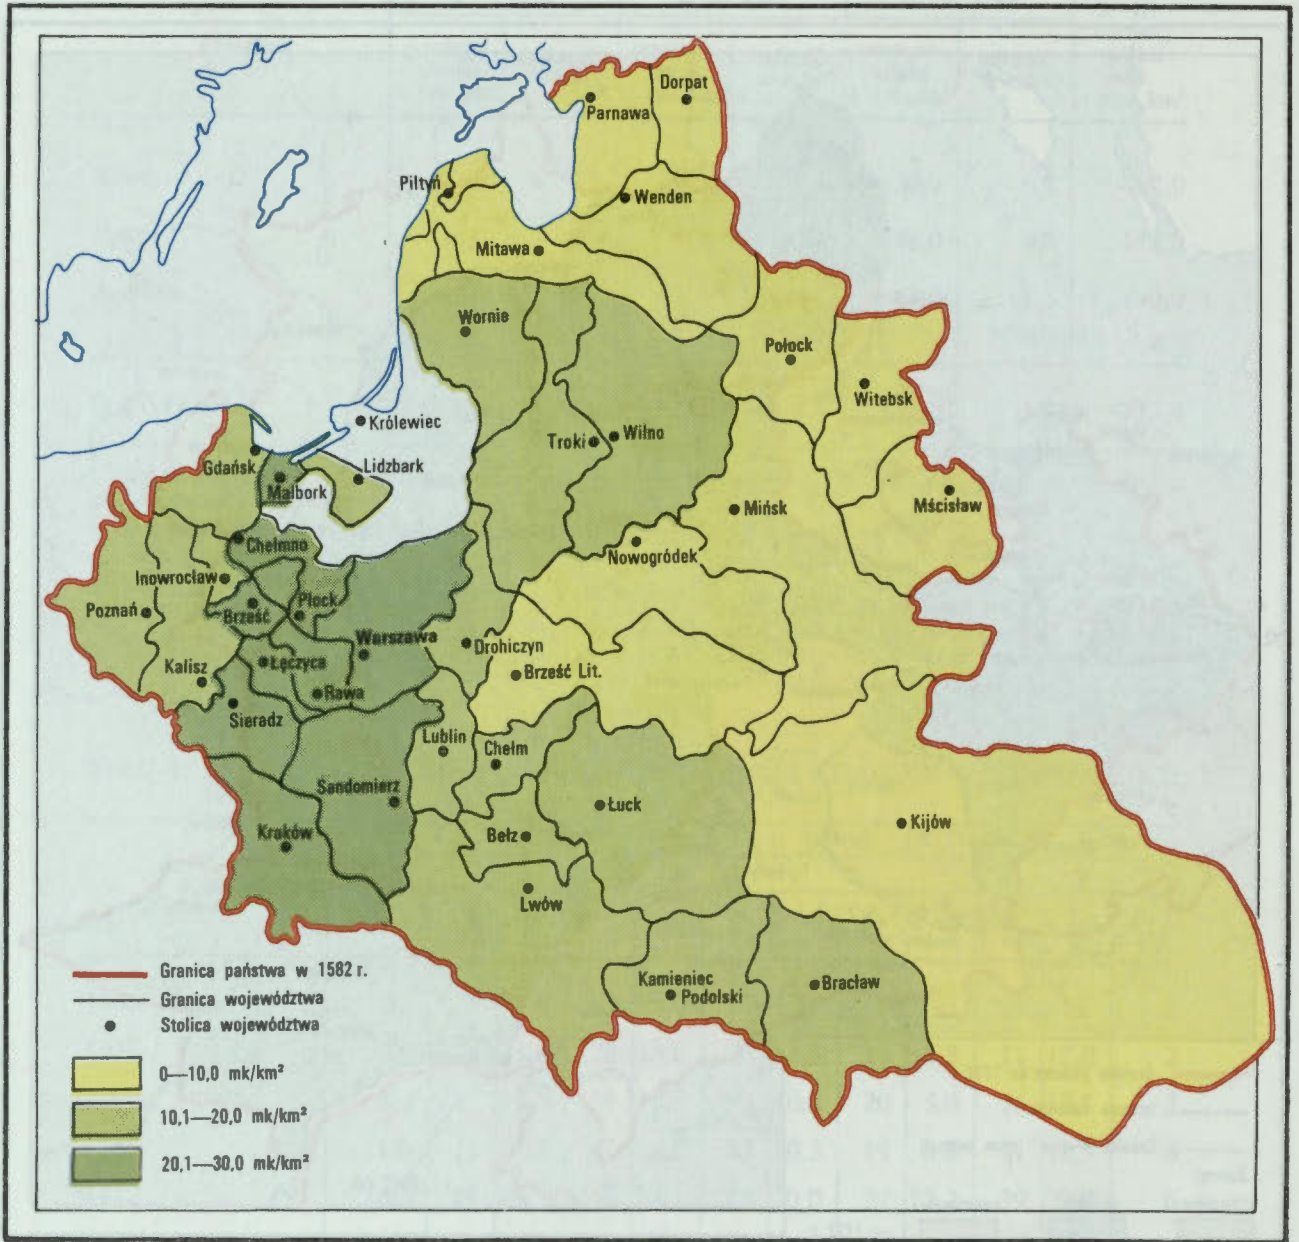 Dorpat
Parnawa
Piltyń
Wenden
Mitawa
Wornie
Połock
Witebsk
Królewiec
Troki
Wilno
Gdańsk
Lidzbark
Malbork
Mińsk
Mścisław
Chełmno
Nowogródek
Inowrocław
Płock
Poznań
Brześć
Warszawa
Drohiczyn
Łęczyca
Kalisz
Brześć Lit.
Rawa
Sieradz
Lublin
Chełm
Sandomierz
Łuck
Kijów
Kraków
Bełz
Lwów
Kamieniec
Podolski
Bracław
Granica państwa w 1582 r.
Granica województwa
Stolica województwa
0—10,0 mk/km²
10,1—20,0 mk/km²
20,1—30,0 mk/km²